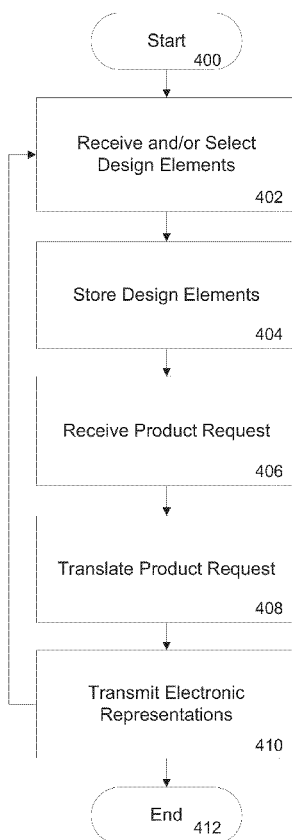 Start
400
Receive and/or Select
Design Elements
402
Store Design Elements
404
Receive Product Request
406
Translate Product Request
408
Transmit Electronic
Representations
410
End
412